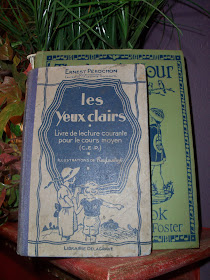 ERNEST PÉROCHON
les
Yeux clairs
Livre de lecture courante
pour le cours moyen
(C.E.P.)
ILLUSTRATIONS DE
LIBRAIRIE DELAGRAVE
our
ok
Foster